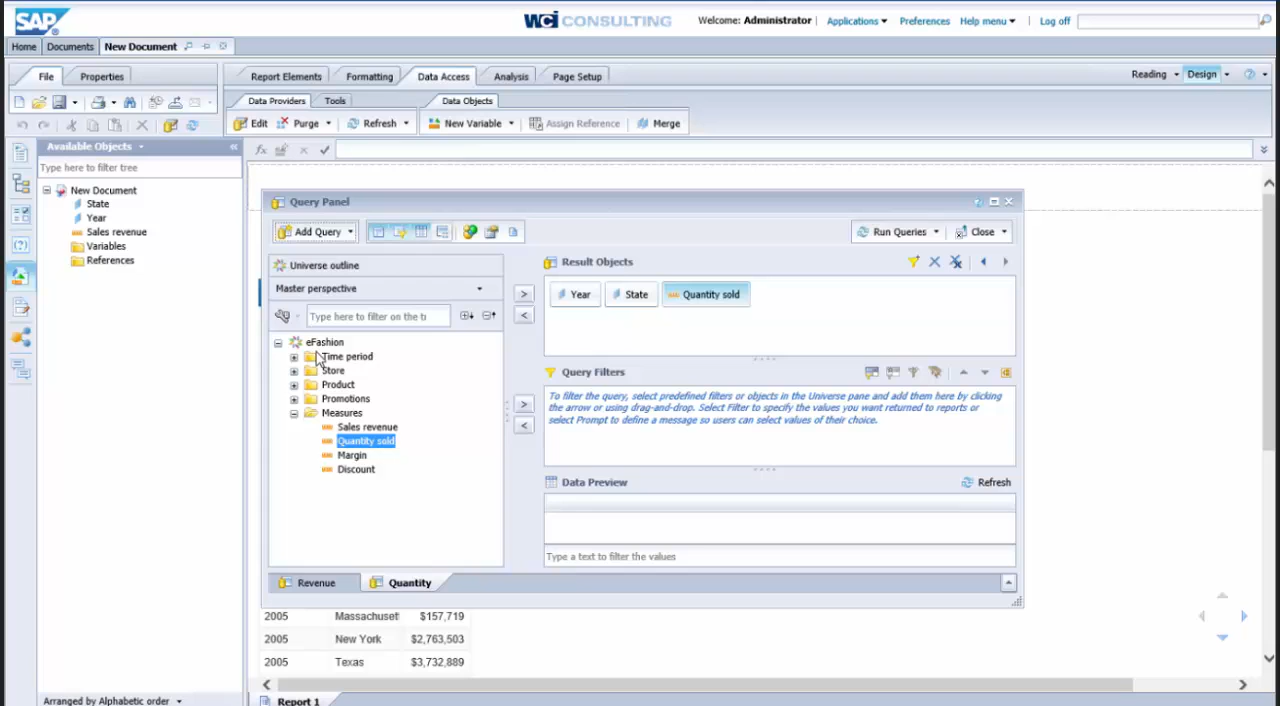 SAP
WCI CONSULTING
Welcome: Administrator
Applications
Preferences
Help menu
Log off
Home
Documents
New Document
File
Properties
Report Elements
Formatting
Data Access
Analysis
Page Setup
Reading
Design
Data Providers
Tools
Data Objects
Edit
Purge
Refresh
New Variable
Assign Reference
Merge
Available Objects
Type here to filter tree
New Document
State
Year
Sales revenue
Variables
References
Arranged by Alphabetic order
Query Panel
Add Query
Run Queries
Close
Universe outline
Master perspective
Type here to filter on the t
eFashion
Time period
Store
Product
Promotions
Measures
Sales revenue
Quantity sold
Margin
Discount
Result Objects
Year
State
Quantity sold
Query Filters
To filter the query, select predefined filters or objects in the Universe pane and add them here by clicking
the arrow or using drag-and-drop. Select Filter to specify the values you want returned to reports or
select Prompt to define a message so users can select values of their choice.
Data Preview
Refresh
Type a text to filter the values
Revenue
Quantity
2005 Massachuset $157,719
2005 New York $2,763,503
2005 Texas $3,732,889
Report 1